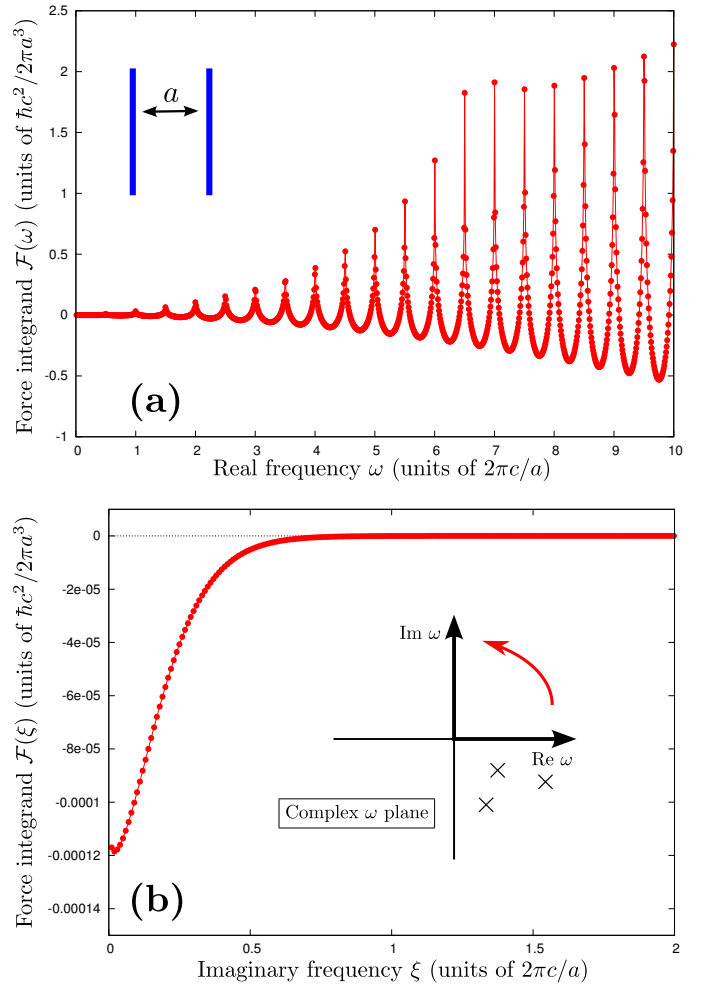 2.5
2
1.5
1
0.5
0
-0.5
-1
Force integrand ℱ(ω) (units of ħc²/2πa³)
a
(a)
0 1 2 3 4 5 6 7 8 9 10
Real frequency ω (units of 2πc/a)
0
-2e-05
-4e-05
-6e-05
-8e-05
-0.0001
-0.00012
-0.00014
Force integrand ℱ(ξ) (units of ħc²/2πa³)
Im ω
Re ω
Complex ω plane
(b)
0 0.5 1 1.5 2
Imaginary frequency ξ (units of 2πc/a)